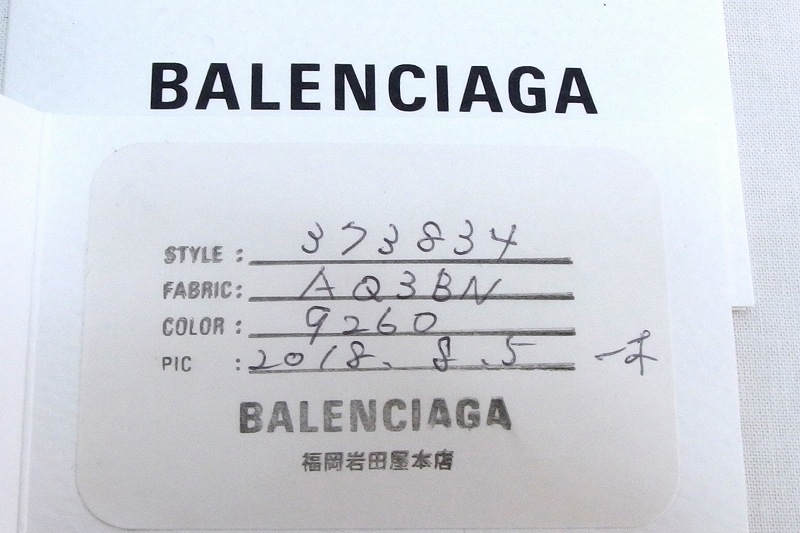 BALENCIAGA
STYLE : 373834
FABRIC: AQ3BN
COLOR : 9260
PIC : 2018. 8. 5
BALENCIAGA
福岡岩田屋本店